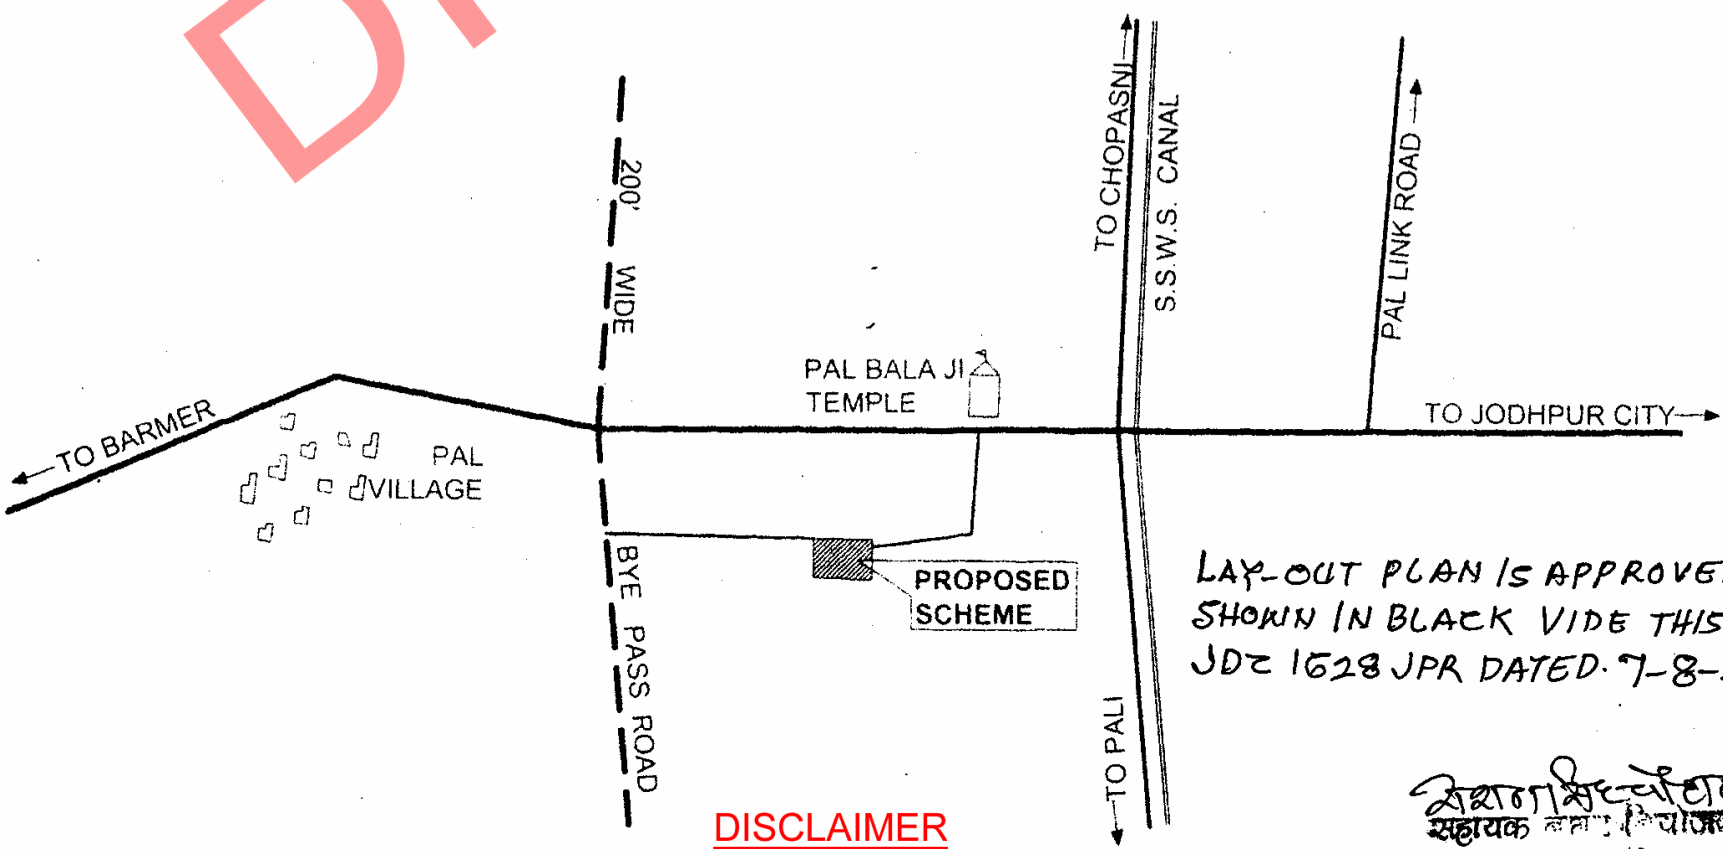 200' WIDE
TO CHOPASNI
S.S.W.S. CANAL
PAL LINK ROAD
PAL BALA JI
TEMPLE
TO BARMER
TO JODHPUR CITY
PAL
VILLAGE
BYE PASS ROAD
PROPOSED
SCHEME
LAY-OUT PLAN IS APPROVE
SHOWN IN BLACK VIDE THIS
JDC 1628 JPR DATED. 7-8-
TO PALI
सहायक
DISCLAIMER